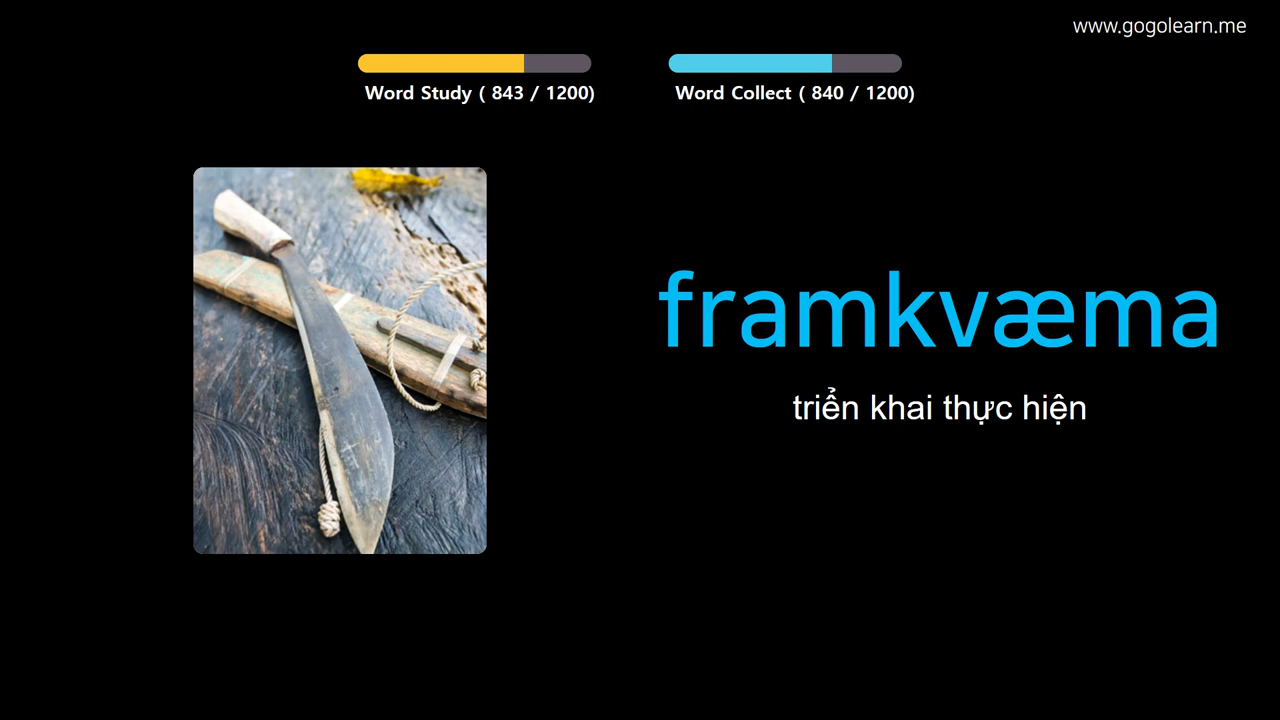 www.gogolearn.me
Word Study ( 843 / 1200)
Word Collect ( 840 / 1200)
framkvæma
triển khai thực hiện